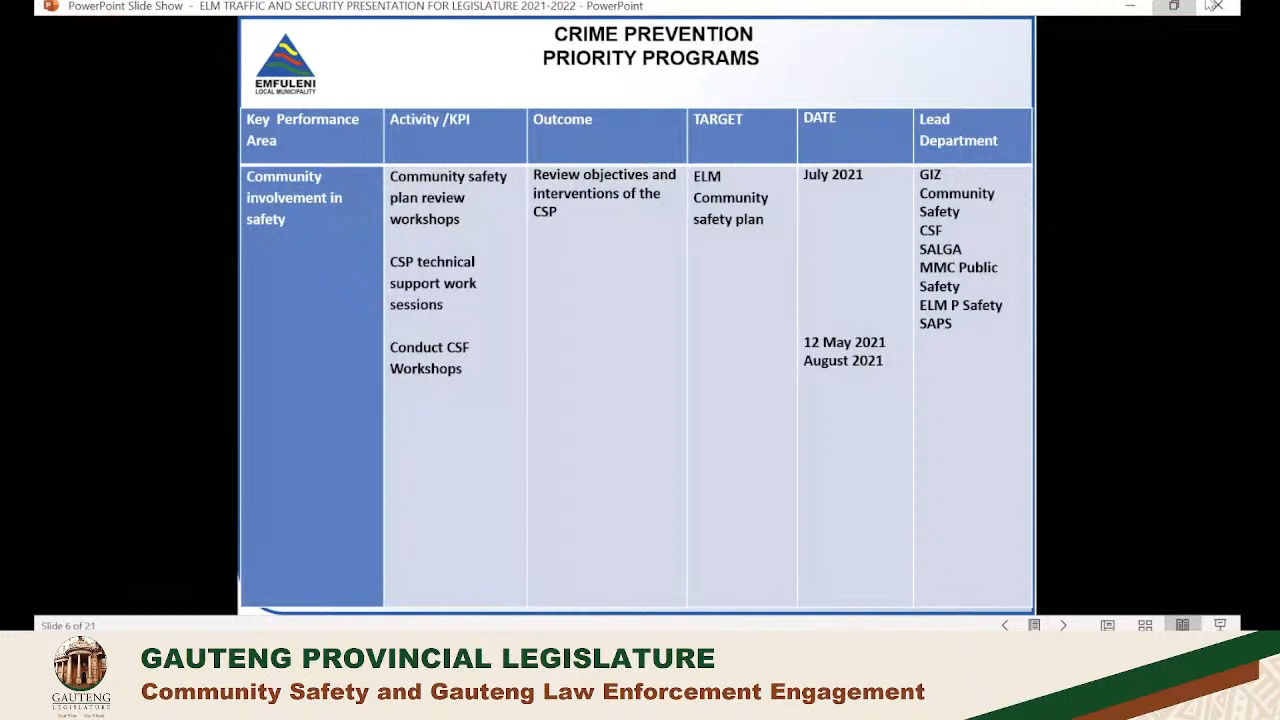 PowerPoint Slide Show - ELM TRAFFIC AND SECURITY PRESENTATION FOR LEGISLATURE 2021-2022 - PowerPoint
CRIME PREVENTION
PRIORITY PROGRAMS
EMFULENI
LOCAL MUNICIPALITY
Key Performance
Area
Activity /KPI
Outcome
TARGET
DATE
Lead
Department
Community
involvement in
safety
Community safety
plan review
workshops
CSP technical
support work
sessions
Conduct CSF
Workshops
Review objectives and
interventions of the
CSP
ELM
Community
safety plan
July 2021
12 May 2021
August 2021
GIZ
Community
Safety
CSF
SALGA
MMC Public
Safety
ELM P Safety
SAPS
Slide 6 of 21
GAUTENG PROVINCIAL LEGISLATURE
Community Safety and Gauteng Law Enforcement Engagement
GAUTENG
LEGISLATURE